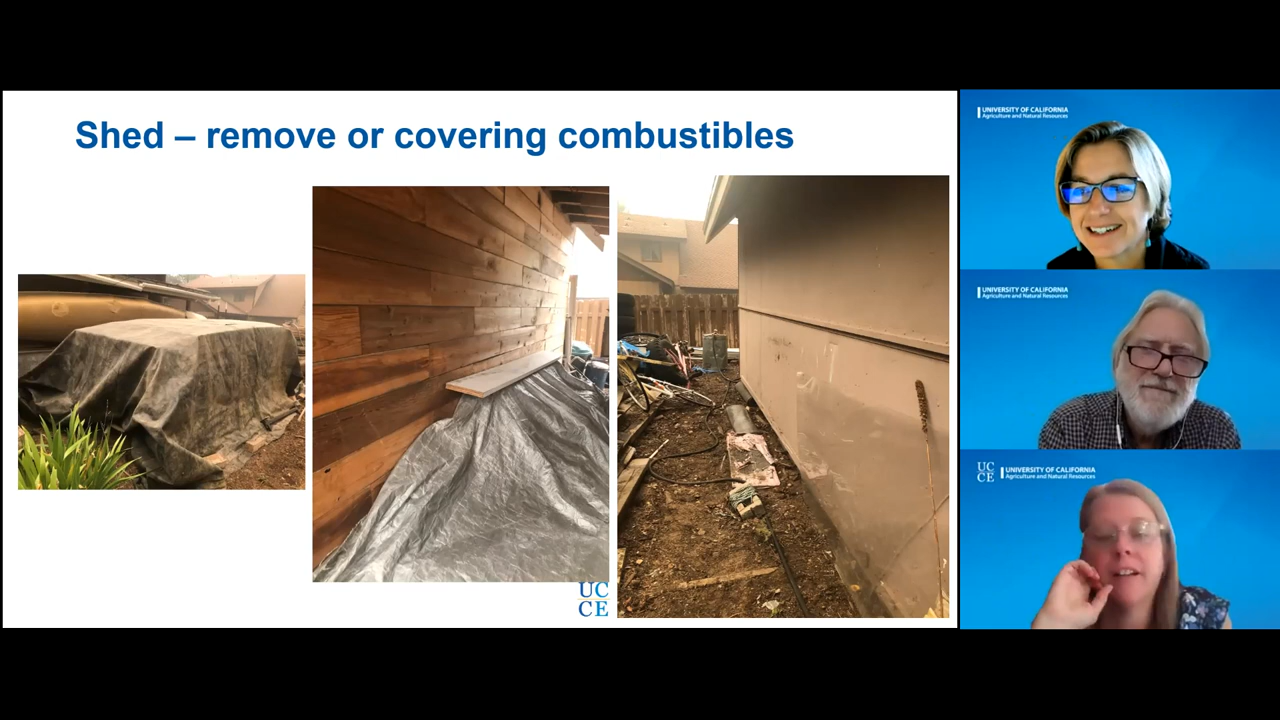 Shed – remove or covering combustibles
UC
CE
UNIVERSITY OF CALIFORNIA
Agriculture and Natural Resources
UNIVERSITY OF CALIFORNIA
Agriculture and Natural Resources
UC
CE
UNIVERSITY OF CALIFORNIA
Agriculture and Natural Resources